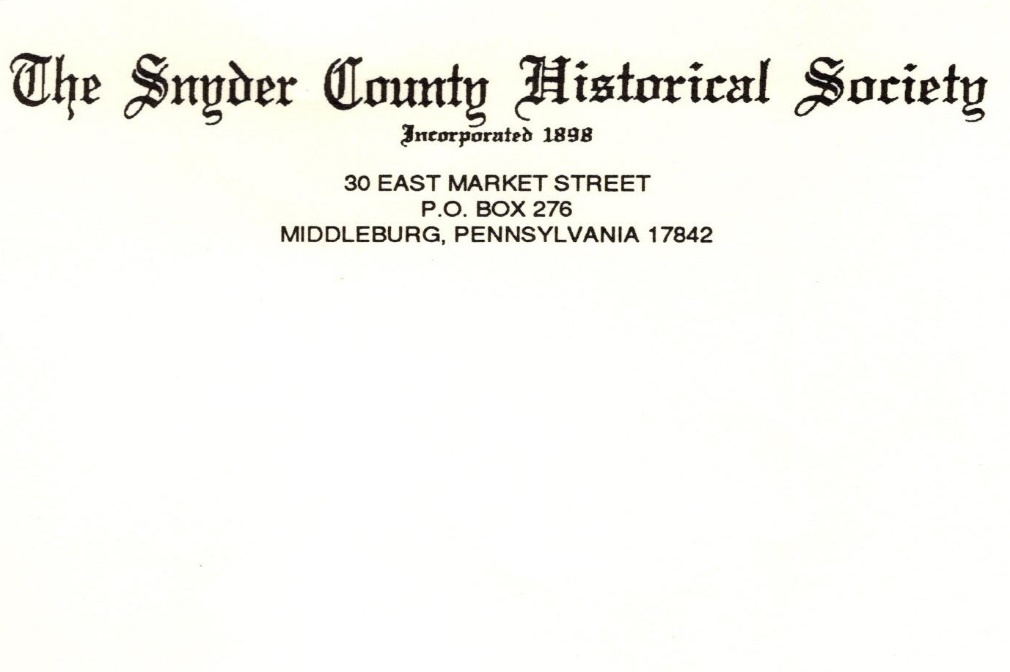 The Snyder County Historical Society
Incorporated 1898
30 EAST MARKET STREET
P.O. BOX 276
MIDDLEBURG, PENNSYLVANIA 17842